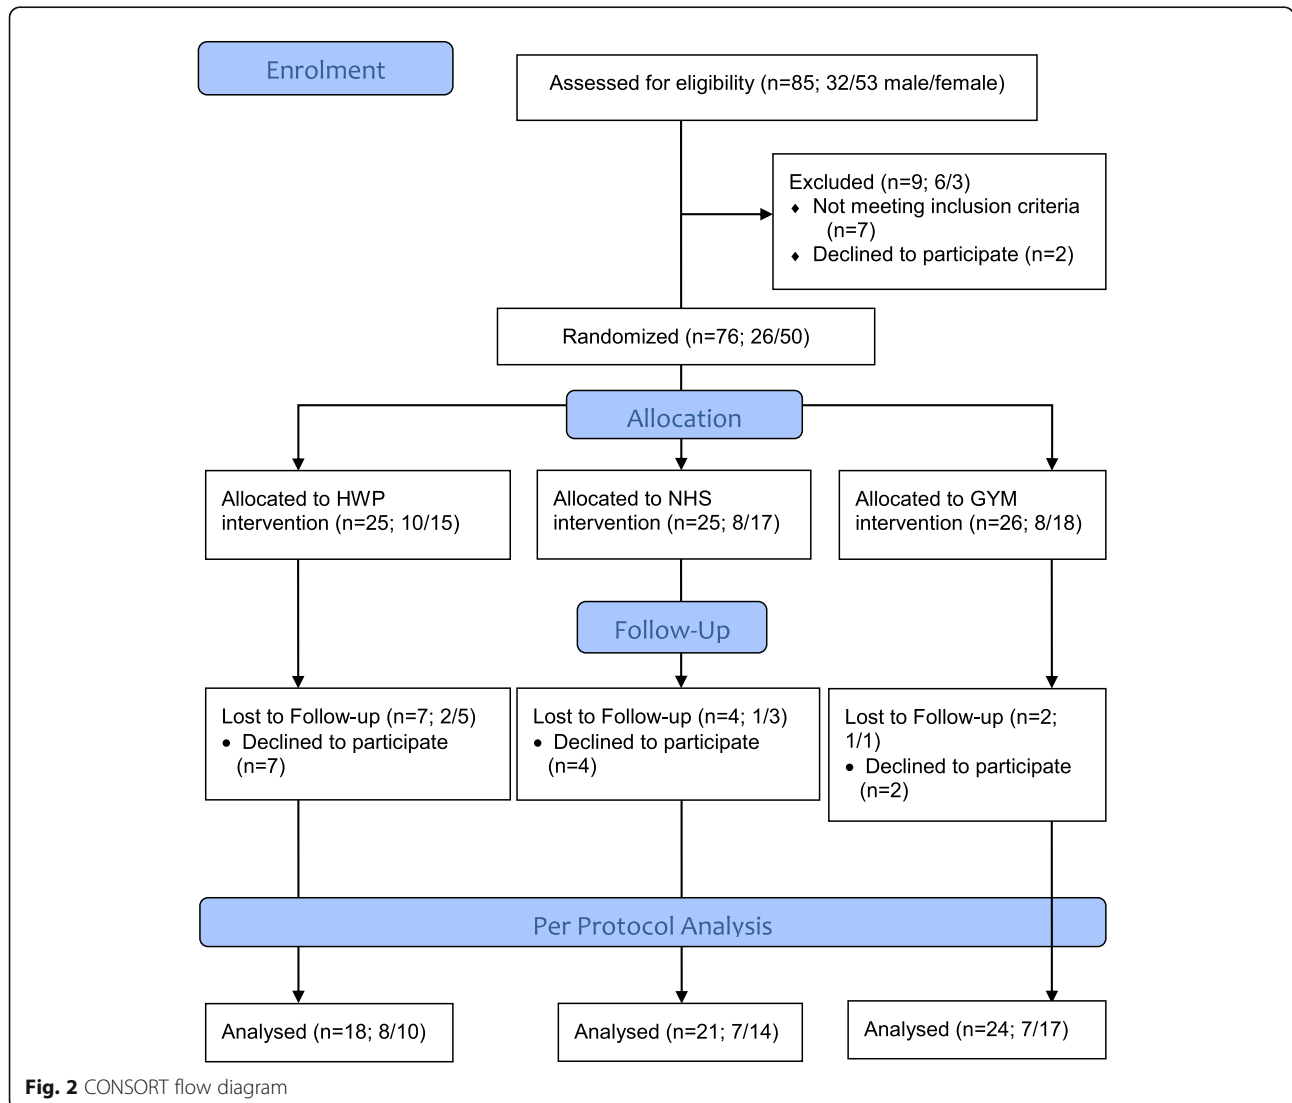 Enrolment
Assessed for eligibility (n=85; 32/53 male/female)
Excluded (n=9; 6/3)
♦ Not meeting inclusion criteria
(n=7)
♦ Declined to participate (n=2)
Randomized (n=76; 26/50)
Allocation
Allocated to HWP
intervention (n=25; 10/15)
Allocated to NHS
intervention (n=25; 8/17)
Allocated to GYM
intervention (n=26; 8/18)
Follow-Up
Lost to Follow-up (n=7; 2/5)
• Declined to participate
(n=7)
Lost to Follow-up (n=4; 1/3)
• Declined to participate
(n=4)
Lost to Follow-up (n=2;
1/1)
• Declined to participate
(n=2)
Per Protocol Analysis
Analysed (n=18; 8/10)
Analysed (n=21; 7/14)
Analysed (n=24; 7/17)
Fig. 2 CONSORT flow diagram